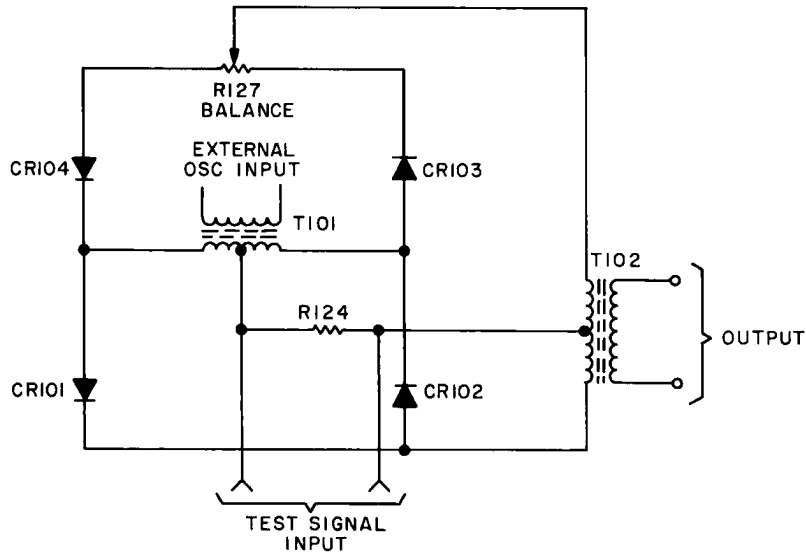 R127
BALANCE
EXTERNAL
OSC INPUT
CR104
CR103
T101
T102
R124
OUTPUT
CR101
CR102
TEST SIGNAL
INPUT